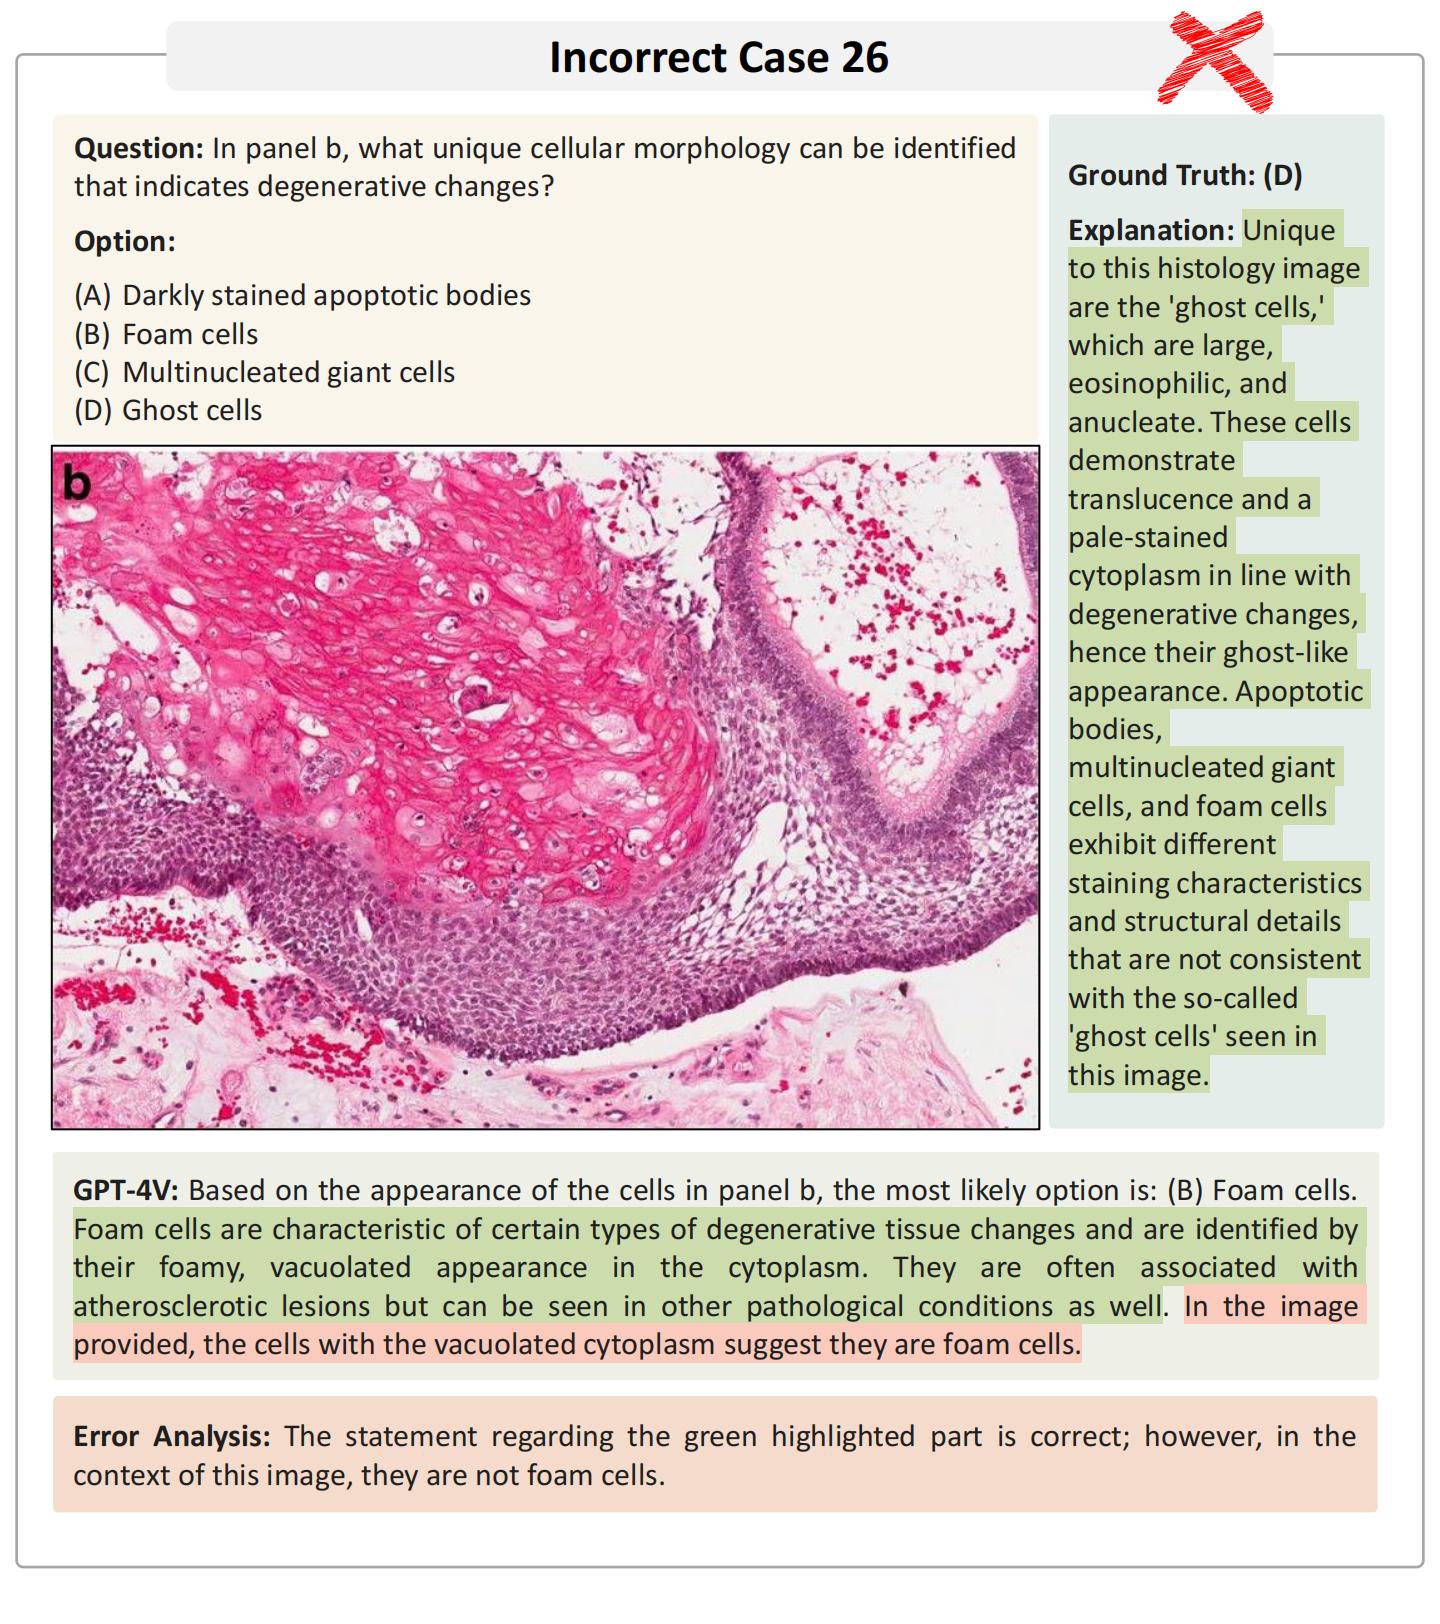 Incorrect Case 26
Question: In panel b, what unique cellular morphology can be identified
that indicates degenerative changes?
Option:
(A) Darkly stained apoptotic bodies
(B) Foam cells
(C) Multinucleated giant cells
(D) Ghost cells
b
Ground Truth: (D)
Explanation: Unique
to this histology image
are the 'ghost cells,'
which are large,
eosinophilic, and
anucleate. These cells
demonstrate
translucence and a
pale-stained
cytoplasm in line with
degenerative changes,
hence their ghost-like
appearance. Apoptotic
bodies,
multinucleated giant
cells, and foam cells
exhibit different
staining characteristics
and structural details
that are not consistent
with the so-called
'ghost cells' seen in
this image.
GPT-4V: Based on the appearance of the cells in panel b, the most likely option is: (B) Foam cells.
Foam cells are characteristic of certain types of degenerative tissue changes and are identified by
their foamy, vacuolated appearance in the cytoplasm. They are often associated with
atherosclerotic lesions but can be seen in other pathological conditions as well. In the image
provided, the cells with the vacuolated cytoplasm suggest they are foam cells.
Error Analysis: The statement regarding the green highlighted part is correct; however, in the
context of this image, they are not foam cells.